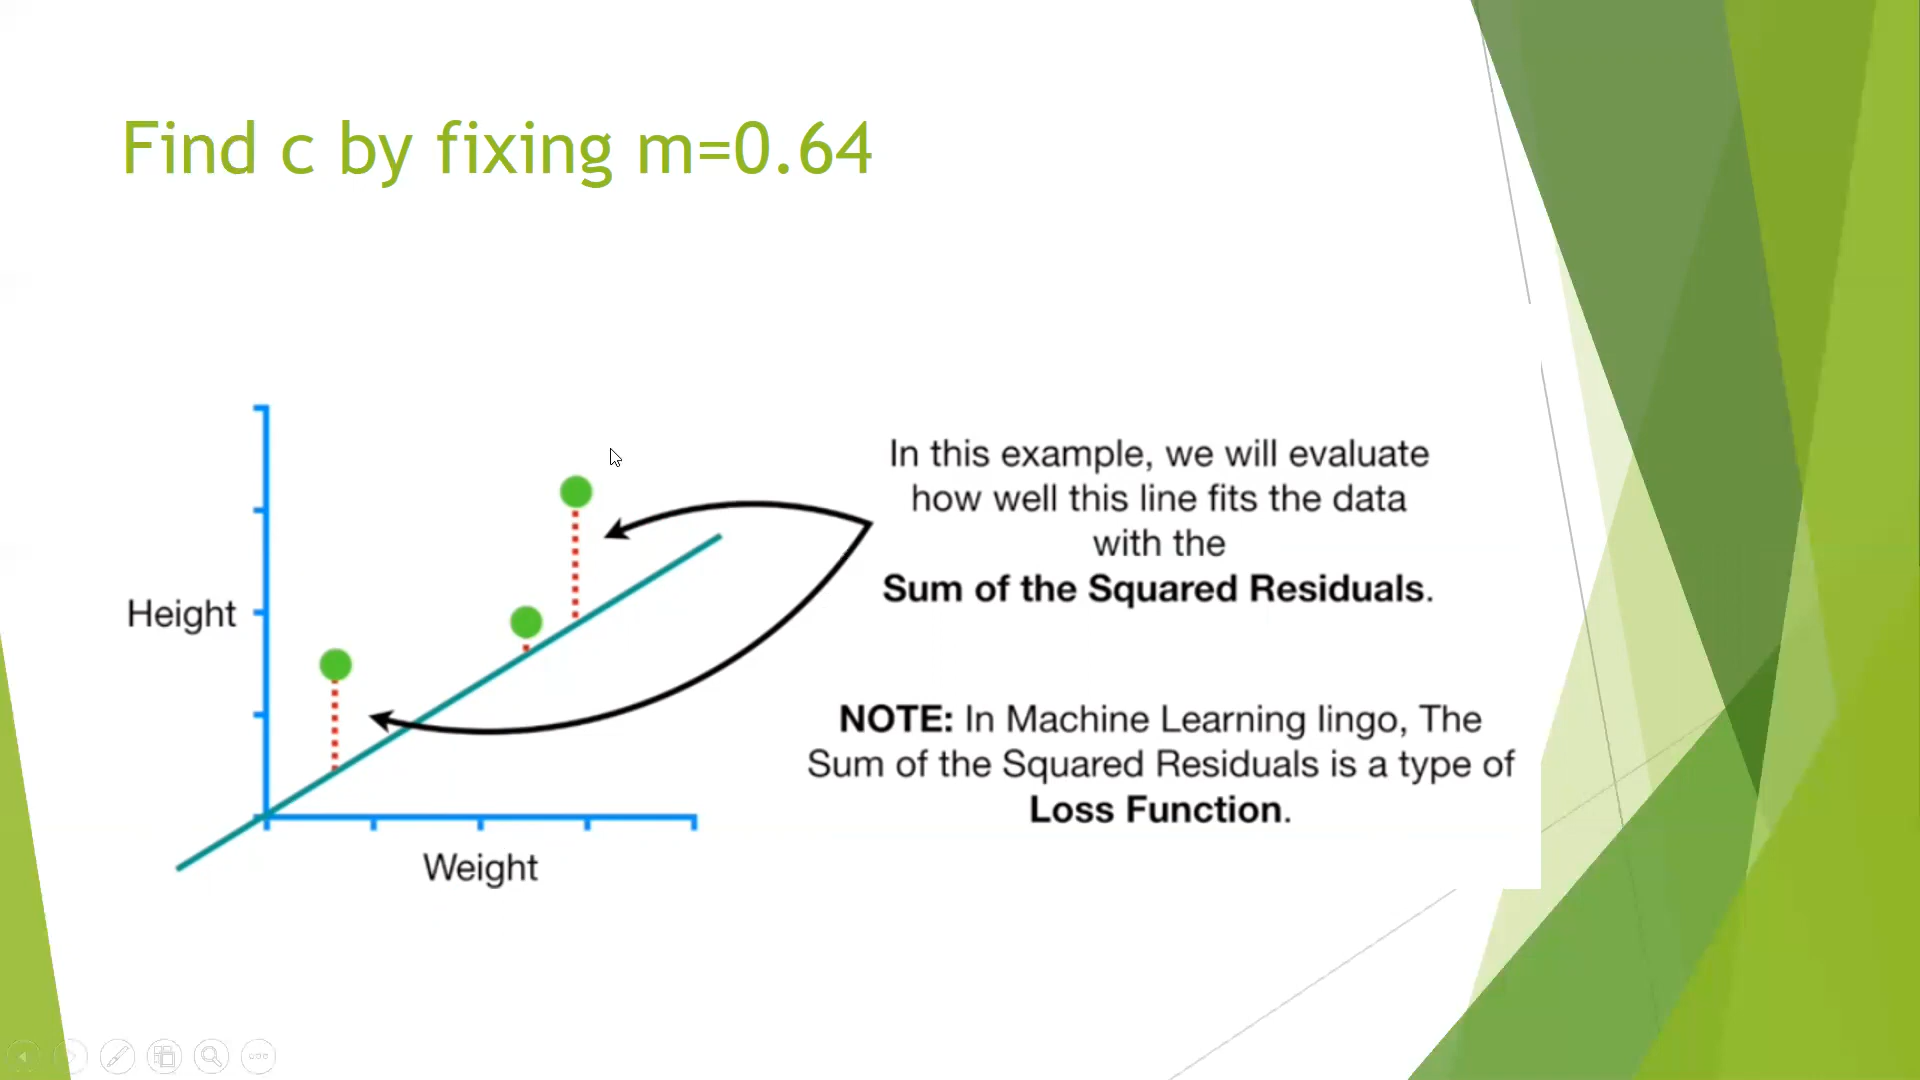 Find c by fixing m=0.64
Height
Weight
In this example, we will evaluate
how well this line fits the data
with the
Sum of the Squared Residuals.
NOTE: In Machine Learning lingo, The
Sum of the Squared Residuals is a type of
Loss Function.